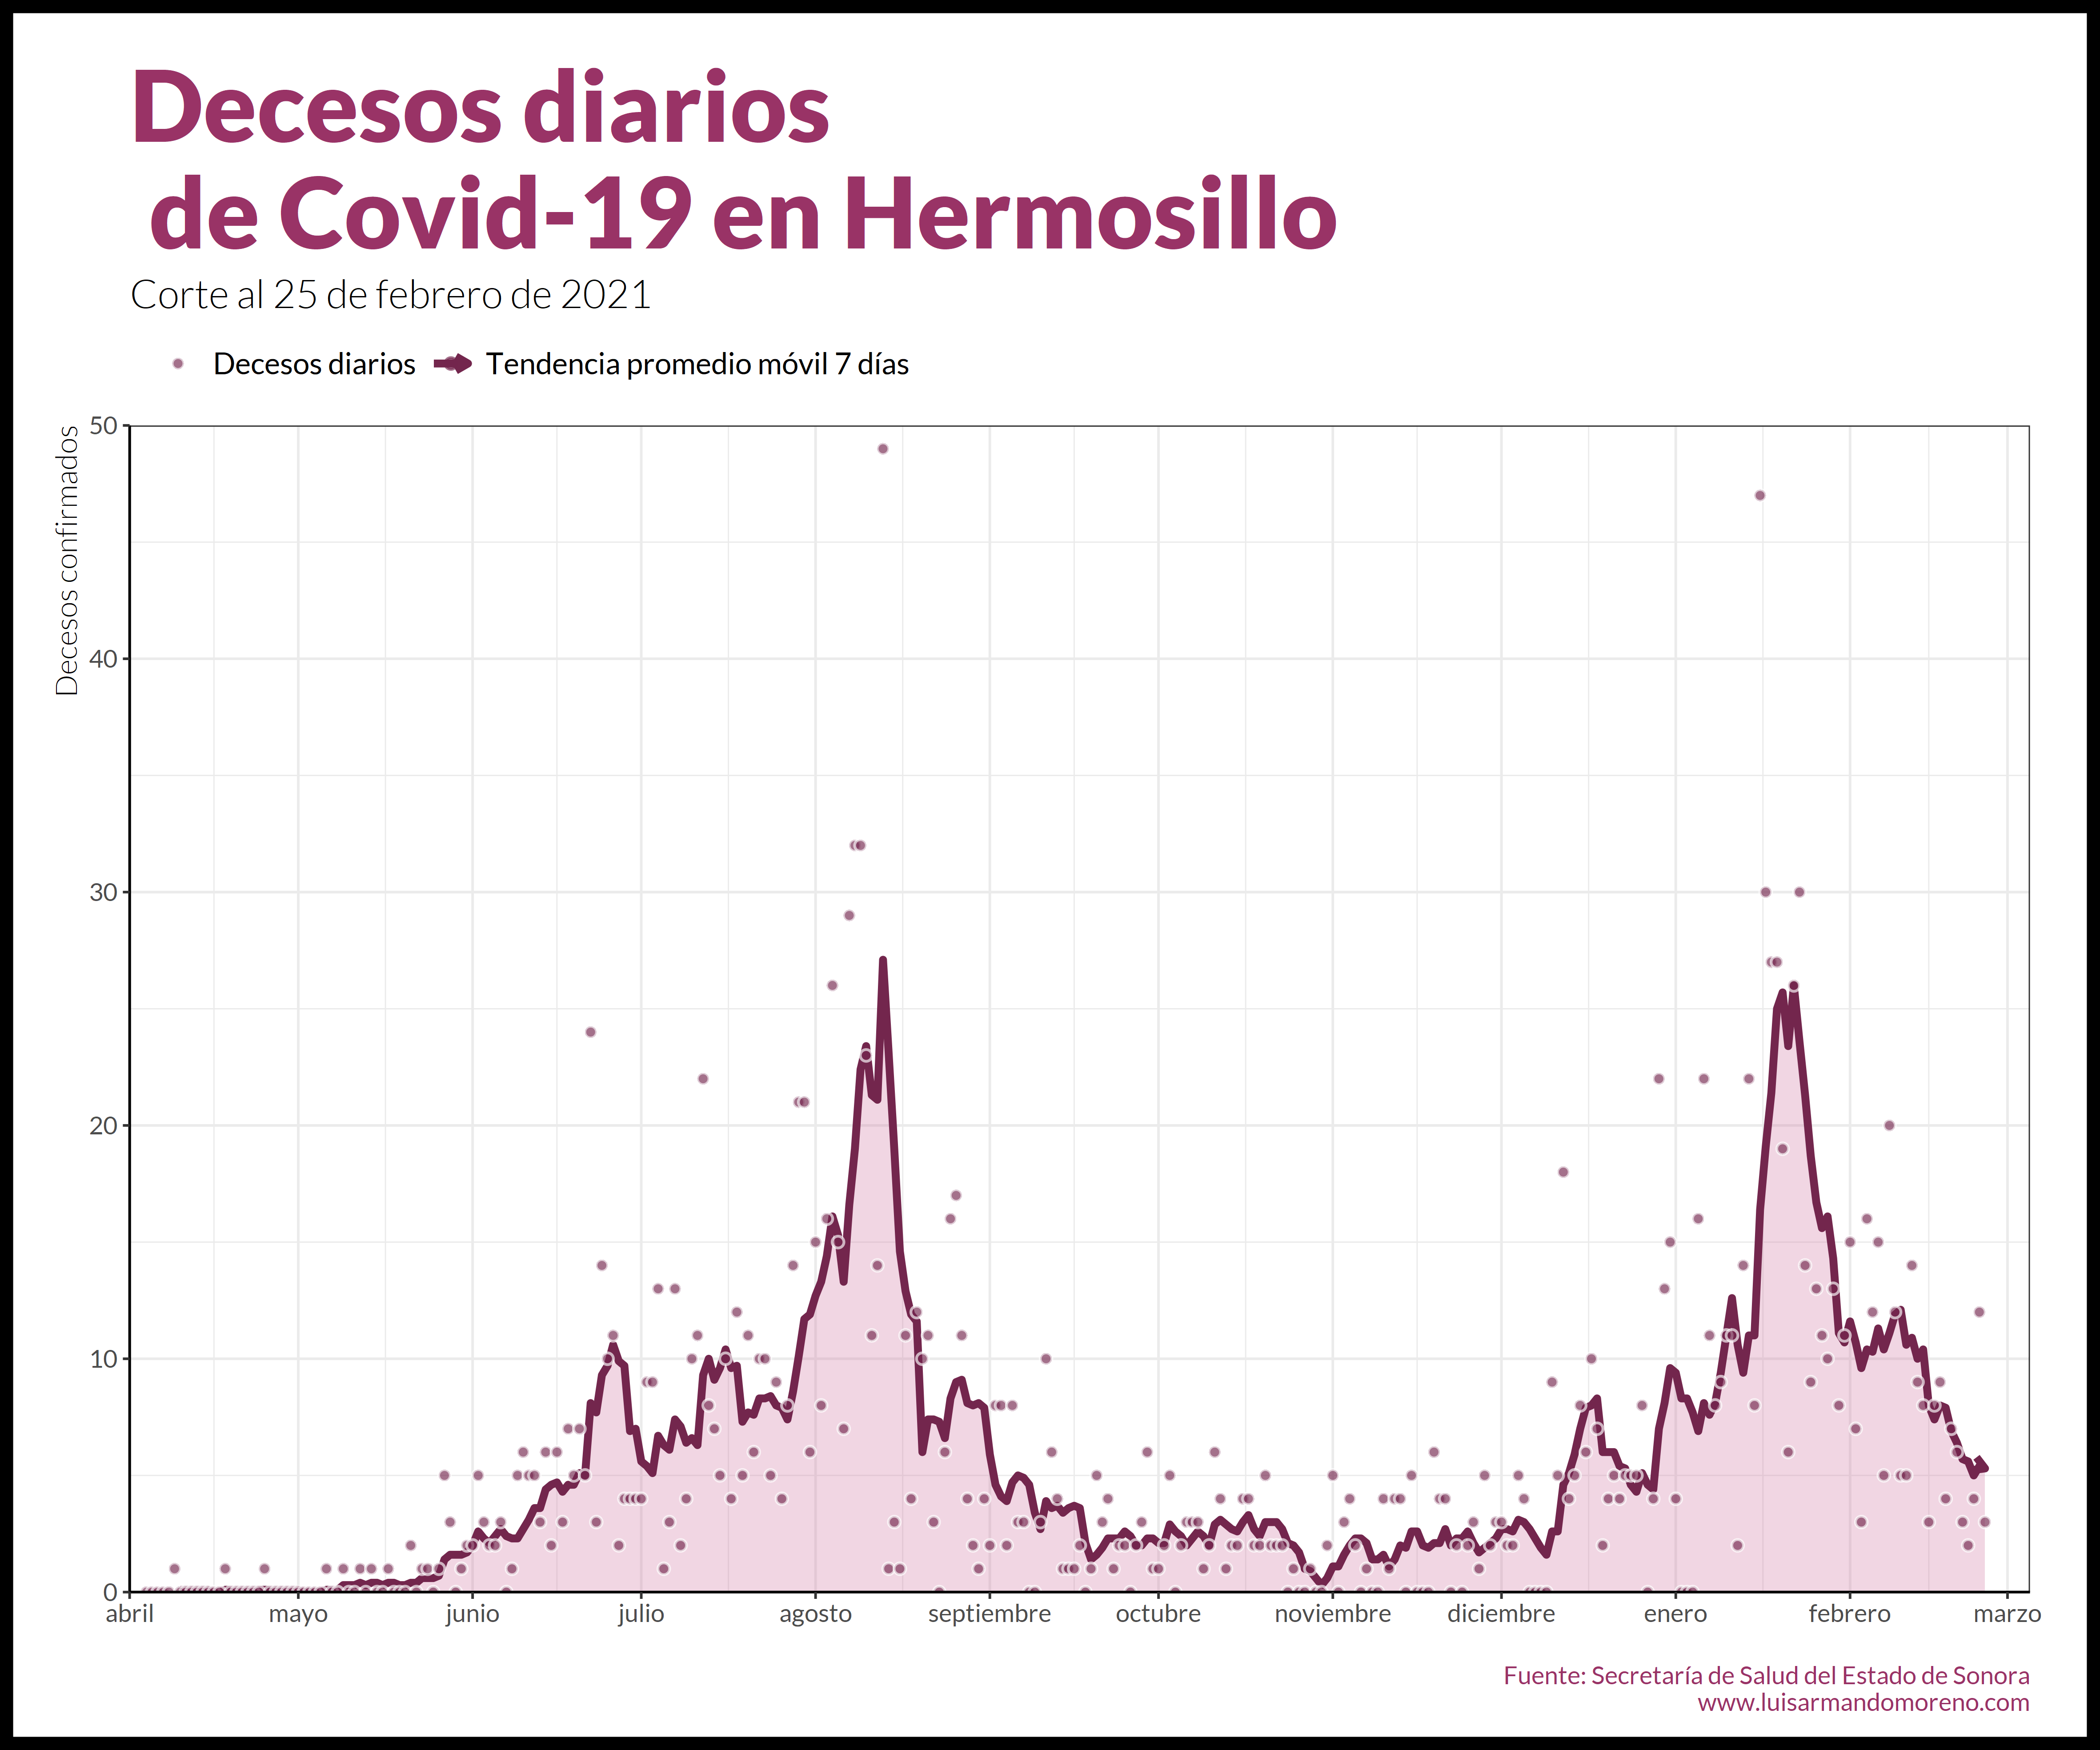 Decesos diarios
de Covid-19 en Hermosillo
Corte al 25 de febrero de 2021
Decesos diarios Tendencia promedio móvil 7 días
Decesos confirmados
50
40
30
20
10
0
abril mayo junio julio agosto septiembre octubre noviembre diciembre enero febrero marzo
Fuente: Secretaría de Salud del Estado de Sonora
www.luisarmandomoreno.com